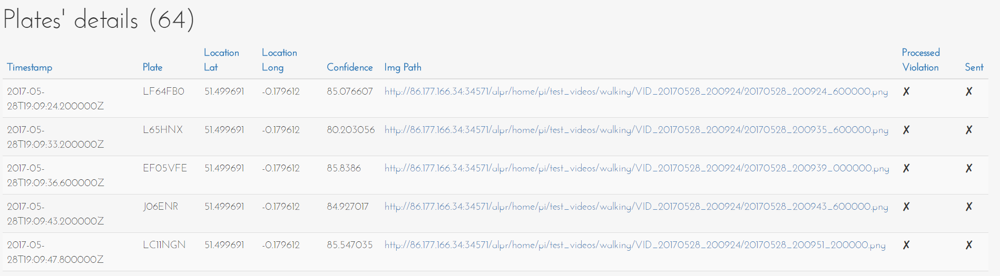 Plates' details (64)
Timestamp Plate Location Lat Location Long Confidence Img Path Processed Violation Sent
2017-05-28T19:09:24.200000Z LF64FB0 51.499691 -0.179612 85.076607 http://86.177.166.34:34571/alpr/home/pi/test_videos/walking/VID_20170528_200924/20170528_200924_600000.png ✗ ✗
2017-05-28T19:09:33.200000Z L65HNX 51.499691 -0.179612 80.203056 http://86.177.166.34:34571/alpr/home/pi/test_videos/walking/VID_20170528_200924/20170528_200935_600000.png ✗ ✗
2017-05-28T19:09:36.600000Z EF05VFE 51.499691 -0.179612 85.8386 http://86.177.166.34:34571/alpr/home/pi/test_videos/walking/VID_20170528_200924/20170528_200939_000000.png ✗ ✗
2017-05-28T19:09:43.200000Z J06ENR 51.499691 -0.179612 84.927017 http://86.177.166.34:34571/alpr/home/pi/test_videos/walking/VID_20170528_200924/20170528_200943_600000.png ✗ ✗
2017-05-28T19:09:47.800000Z LC11NGN 51.499691 -0.179612 85.547035 http://86.177.166.34:34571/alpr/home/pi/test_videos/walking/VID_20170528_200924/20170528_200951_200000.png ✗ ✗